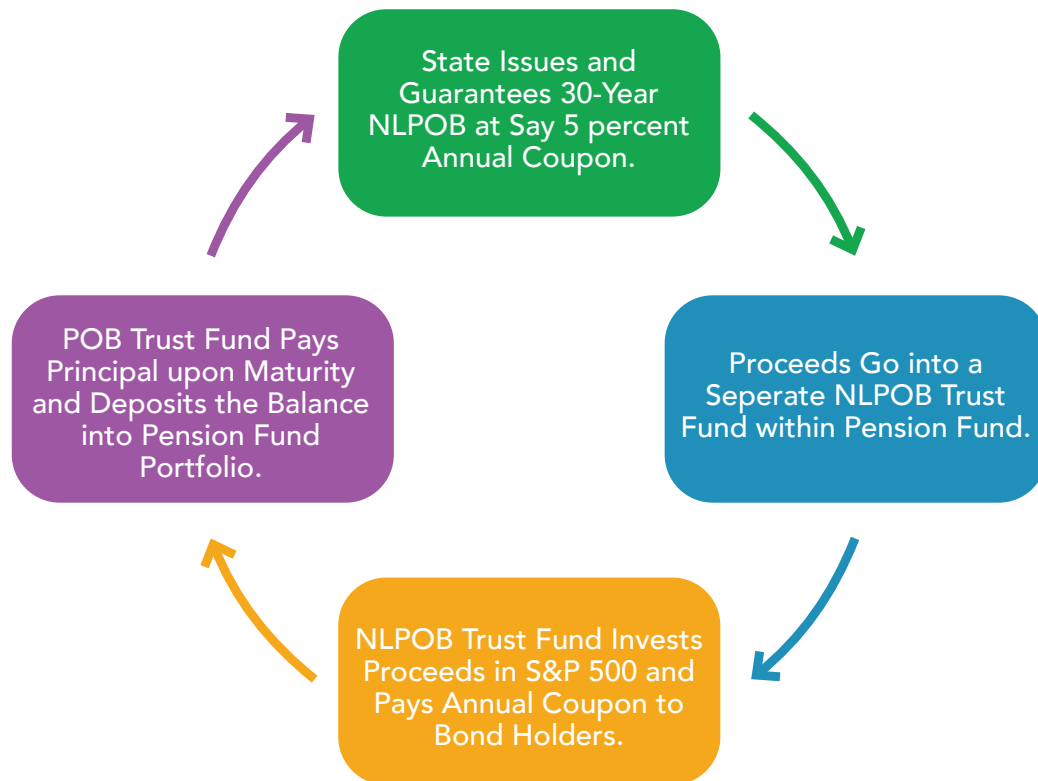 State Issues and
Guarantees 30-Year
NLPOB at Say 5 percent
Annual Coupon.
Proceeds Go into a
Seperate NLPOB Trust
Fund within Pension Fund.
NLPOB Trust Fund Invests
Proceeds in S&P 500 and
Pays Annual Coupon to
Bond Holders.
POB Trust Fund Pays
Principal upon Maturity
and Deposits the Balance
into Pension Fund
Portfolio.